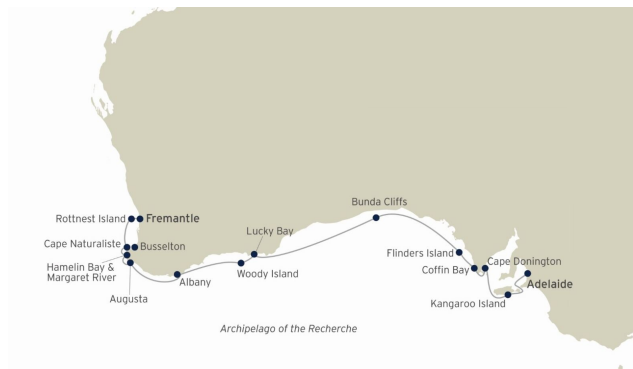 Bunda Cliffs
Rottnest Island
Fremantle
Lucky Bay
Cape Naturaliste
Busselton
Flinders Island
Cape Donington
Hamelin Bay &
Margaret River
Woody Island
Coffin Bay
Albany
Adelaide
Augusta
Kangaroo Island
Archipelago of the Recherche